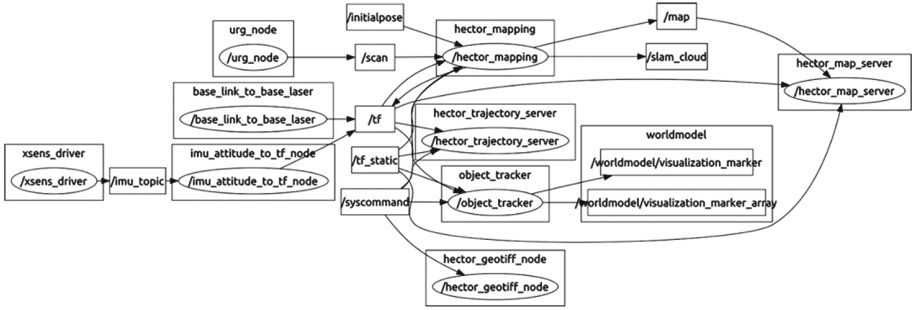 /initialpose
/map
urg_node
hector_mapping
/urg_node
/scan
/hector_mapping
/slam_cloud
hector_map_server
base_link_to_base_laser
/hector_map_server
/base_link_to_base_laser
/tf
hector_trajectory_server
worldmodel
/hector_trajectory_server
xsens_driver
imu_attitude_to_tf_node
/tf_static
/worldmodel/visualization_marker
object_tracker
/xsens_driver
/imu_topic
/imu_attitude_to_tf_node
/syscommand
/object_tracker
/worldmodel/visualization_marker_array
hector_geotiff_node
/hector_geotiff_node